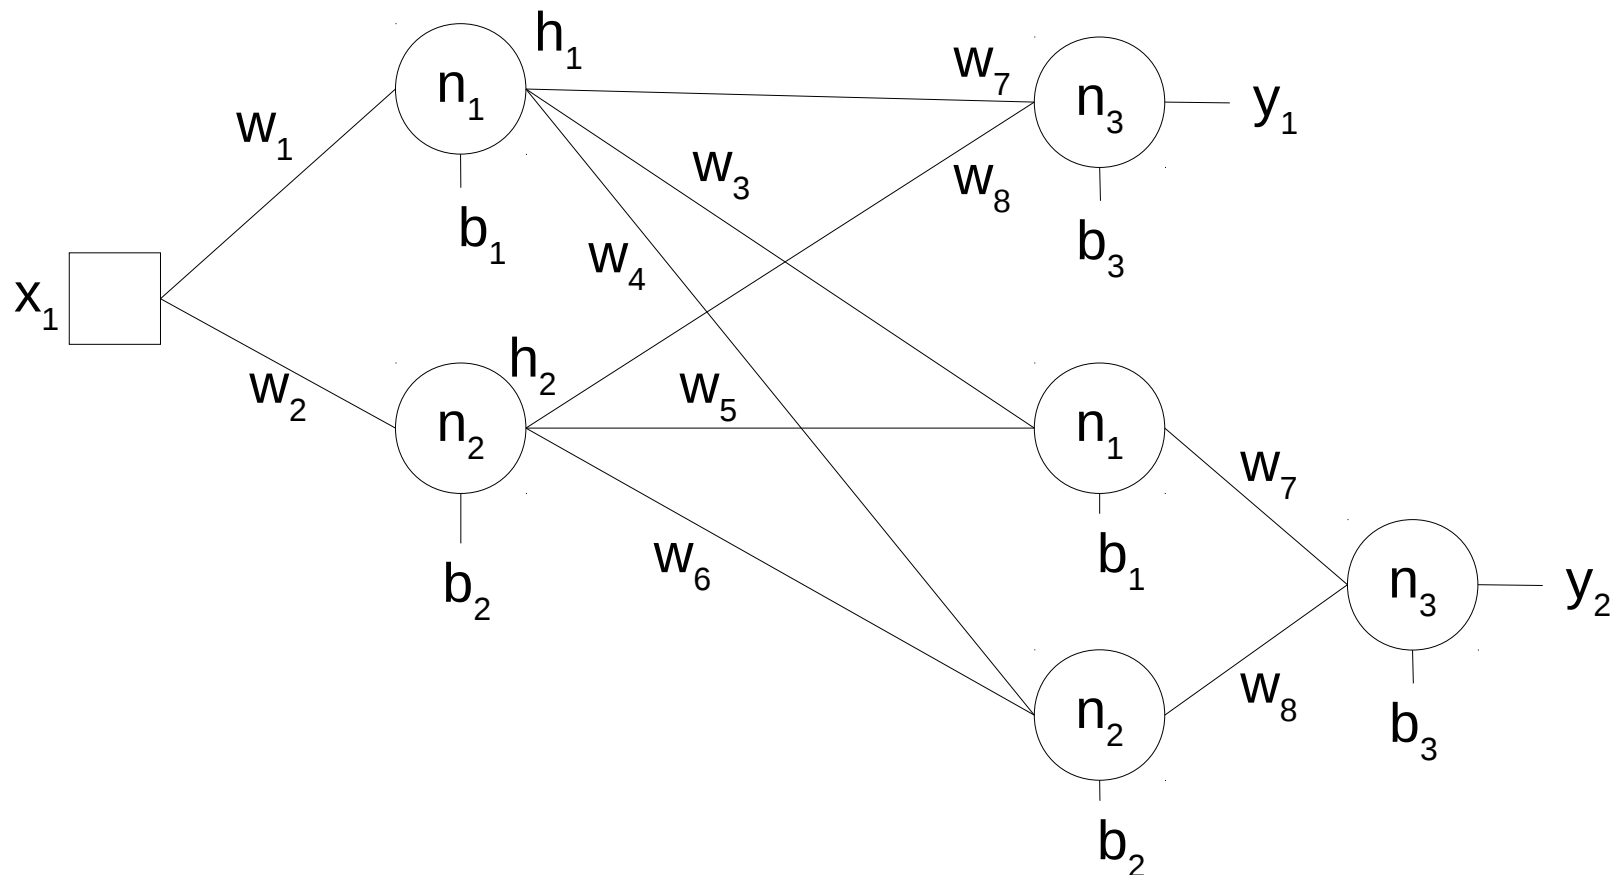 h₁
w₇
n₁
n₃
y₁
w₁
w₃
w₈
b₁
b₃
w₄
x₁
h₂
w₅
w₂
n₂
n₁
w₇
w₆
b₁
b₂
n₃
y₂
w₈
n₂
b₃
b₂